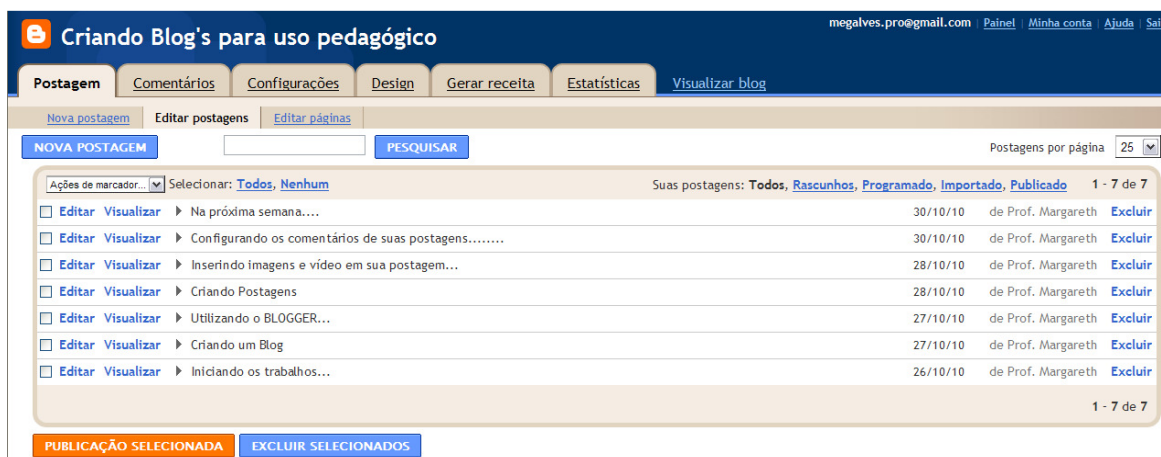 megalves.pro@gmail.com | Painel | Minha conta | Ajuda | Sai
Criando Blog's para uso pedagógico
Postagem Comentários Configurações Design Gerar receita Estatísticas Visualizar blog
Nova postagem Editar postagens Editar páginas
NOVA POSTAGEM PESQUISAR Postagens por página 25
Ações de marcador... Selecionar: Todos, Nenhum Suas postagens: Todos, Rascunhos, Programado, Importado, Publicado 1 - 7 de 7
Editar Visualizar Na próxima semana.... 30/10/10 de Prof. Margareth Excluir
Editar Visualizar Configurando os comentários de suas postagens........ 30/10/10 de Prof. Margareth Excluir
Editar Visualizar Inserindo imagens e vídeo em sua postagem... 28/10/10 de Prof. Margareth Excluir
Editar Visualizar Criando Postagens 28/10/10 de Prof. Margareth Excluir
Editar Visualizar Utilizando o BLOGGER... 27/10/10 de Prof. Margareth Excluir
Editar Visualizar Criando um Blog 27/10/10 de Prof. Margareth Excluir
Editar Visualizar Iniciando os trabalhos... 26/10/10 de Prof. Margareth Excluir
1 - 7 de 7
PUBLICAÇÃO SELECIONADA EXCLUIR SELECIONADOS